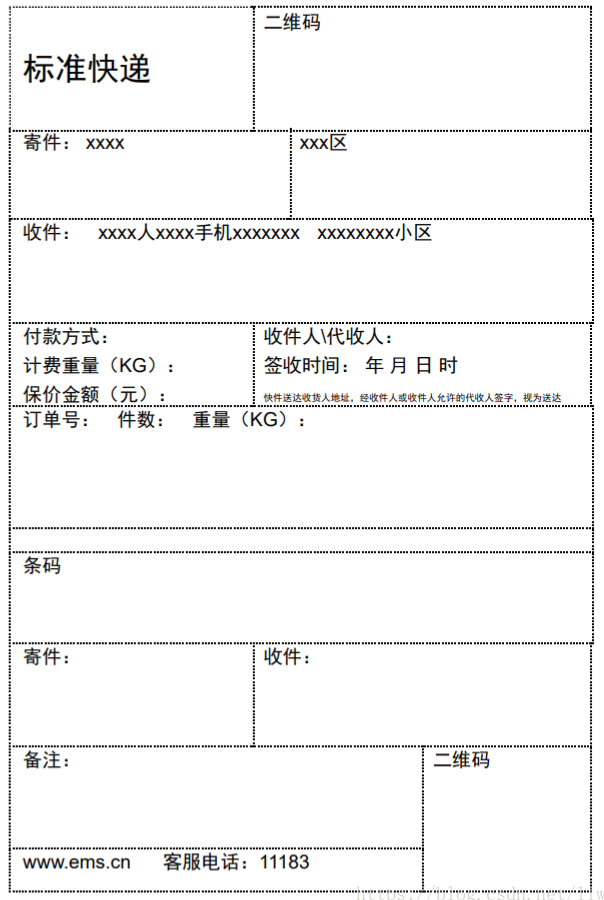 二维码
标准快递
寄件： xxxx
xxx区
收件： xxxx人xxxx手机xxxxxxx xxxxxxxx小区
付款方式：
计费重量（KG）：
保价金额（元）：
收件人\代收人：
签收时间： 年 月 日 时
快件送达收货人地址，经收件人或收件人允许的代收人签字，视为送达
订单号： 件数： 重量（KG）：
条码
寄件：
收件：
备注：
二维码
www.ems.cn 客服电话：11183
https://blog.csdn.net/llw